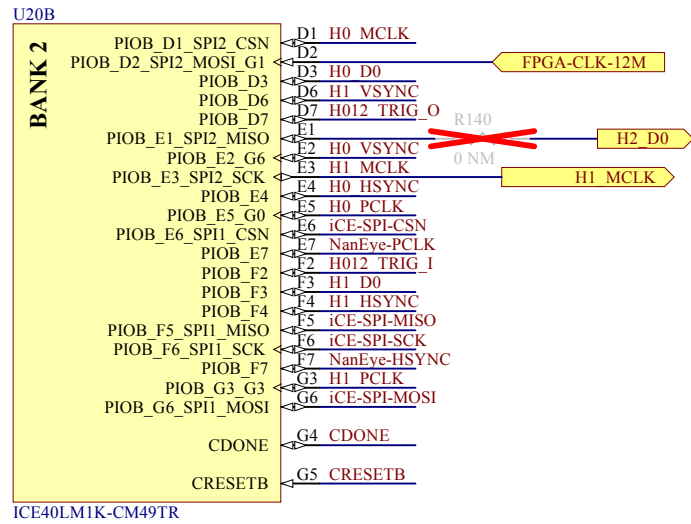 U20B
BANK 2
PIOB_D1_SPI2_CSN D1 H0_MCLK
PIOB_D2_SPI2_MOSI_G1 D2 FPGA-CLK-12M
PIOB_D3 D3 H0_D0
PIOB_D6 D6 H1_VSYNC
PIOB_D7 D7 H012_TRIG_O
R140
PIOB_E1_SPI2_MISO E1 H2_D0
PIOB_E2_G6 E2 H0_VSYNC
0 NM
PIOB_E3_SPI2_SCK E3 H1_MCLK H1_MCLK
PIOB_E4 E4 H0_HSYNC
PIOB_E5_G0 E5 H0_PCLK
PIOB_E6_SPI1_CSN E6 iCE-SPI-CSN
PIOB_E7 E7 NanEye-PCLK
PIOB_F2 F2 H012_TRIG_I
PIOB_F3 F3 H1_D0
PIOB_F4 F4 H1_HSYNC
PIOB_F5_SPI1_MISO F5 iCE-SPI-MISO
PIOB_F6_SPI1_SCK F6 iCE-SPI-SCK
PIOB_F7 F7 NanEye-HSYNC
PIOB_G3_G3 G3 H1_PCLK
PIOB_G6_SPI1_MOSI G6 iCE-SPI-MOSI
CDONE G4 CDONE
CRESETB G5 CRESETB
ICE40LM1K-CM49TR